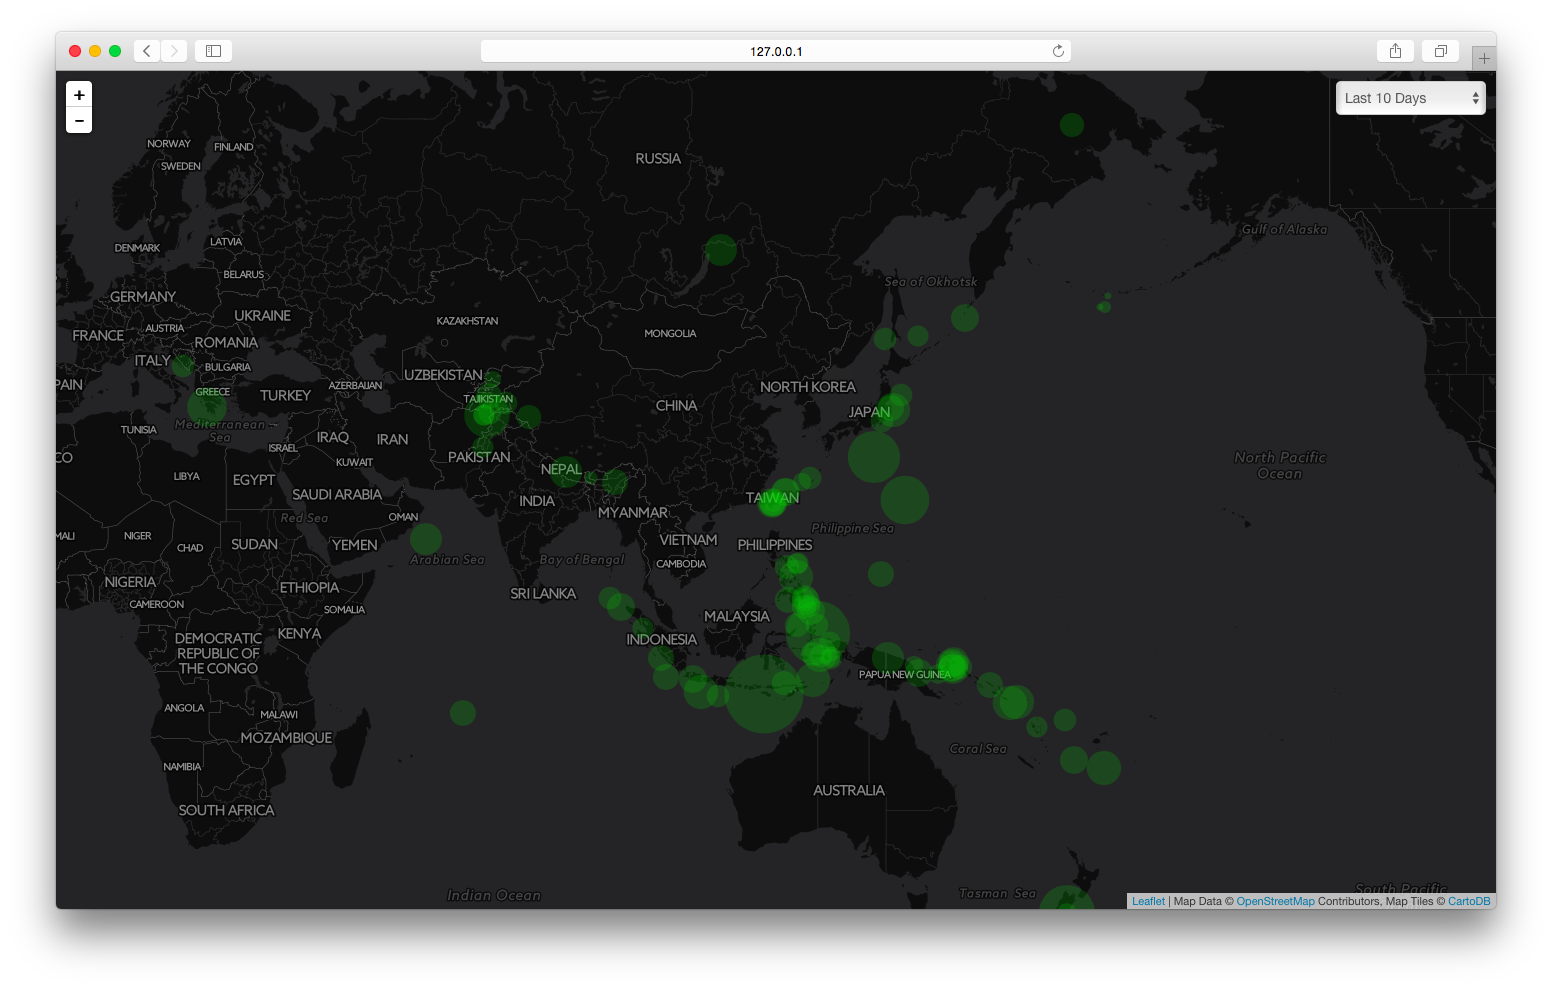 127.0.0.1
+
−
Last 10 Days
NORWAY
FINLAND
SWEDEN
RUSSIA
Gulf of Alaska
DENMARK
LATVIA
BELARUS
Sea of Okhotsk
GERMANY
UKRAINE
KAZAKHSTAN
AUSTRIA
FRANCE
ROMANIA
MONGOLIA
ITALY
BULGARIA
UZBEKISTAN
PAIN
GREECE
TURKEY
AZERBAIJAN
NORTH KOREA
TAJIKISTAN
CHINA
JAPAN
Mediterranean
Sea
TUNISIA
IRAQ
IRAN
ISRAEL
CO
KUWAIT
PAKISTAN
North Pacific
Ocean
LIBYA
EGYPT
NEPAL
SAUDI ARABIA
INDIA
TAIWAN
Red Sea
OMAN
MYANMAR
Philippine Sea
MALI
NIGER
CHAD
SUDAN
YEMEN
VIETNAM
PHILIPPINES
Arabian Sea
Bay of Bengal
CAMBODIA
NIGERIA
ETHIOPIA
SRI LANKA
CAMEROON
SOMALIA
MALAYSIA
KENYA
DEMOCRATIC
REPUBLIC OF
THE CONGO
INDONESIA
PAPUA NEW GUINEA
ANGOLA
MALAWI
MOZAMBIQUE
Coral Sea
NAMIBIA
AUSTRALIA
SOUTH AFRICA
Indian Ocean
Tasman Sea
South Pacific
Leaflet | Map Data © OpenStreetMap Contributors, Map Tiles © CartoDB